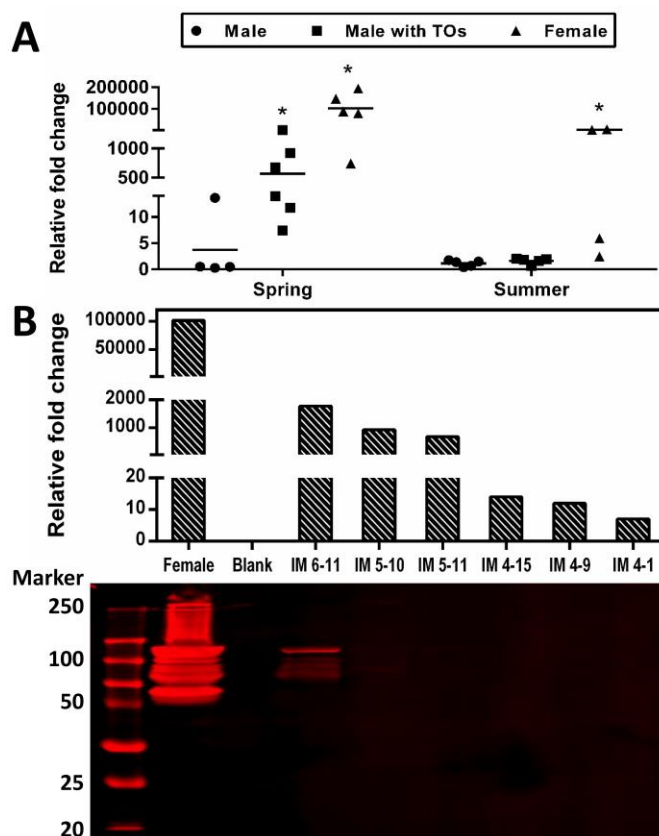 A
Male
Male with TOs
Female
Relative fold change
200000
100000
1000
500
10
5
0
*
*
*
Spring
Summer
B
Relative fold change
100000
50000
2000
1000
20
10
0
Female
Blank
IM 6-11
IM 5-10
IM 5-11
IM 4-15
IM 4-9
IM 4-1
Marker
250
100
50
25
20